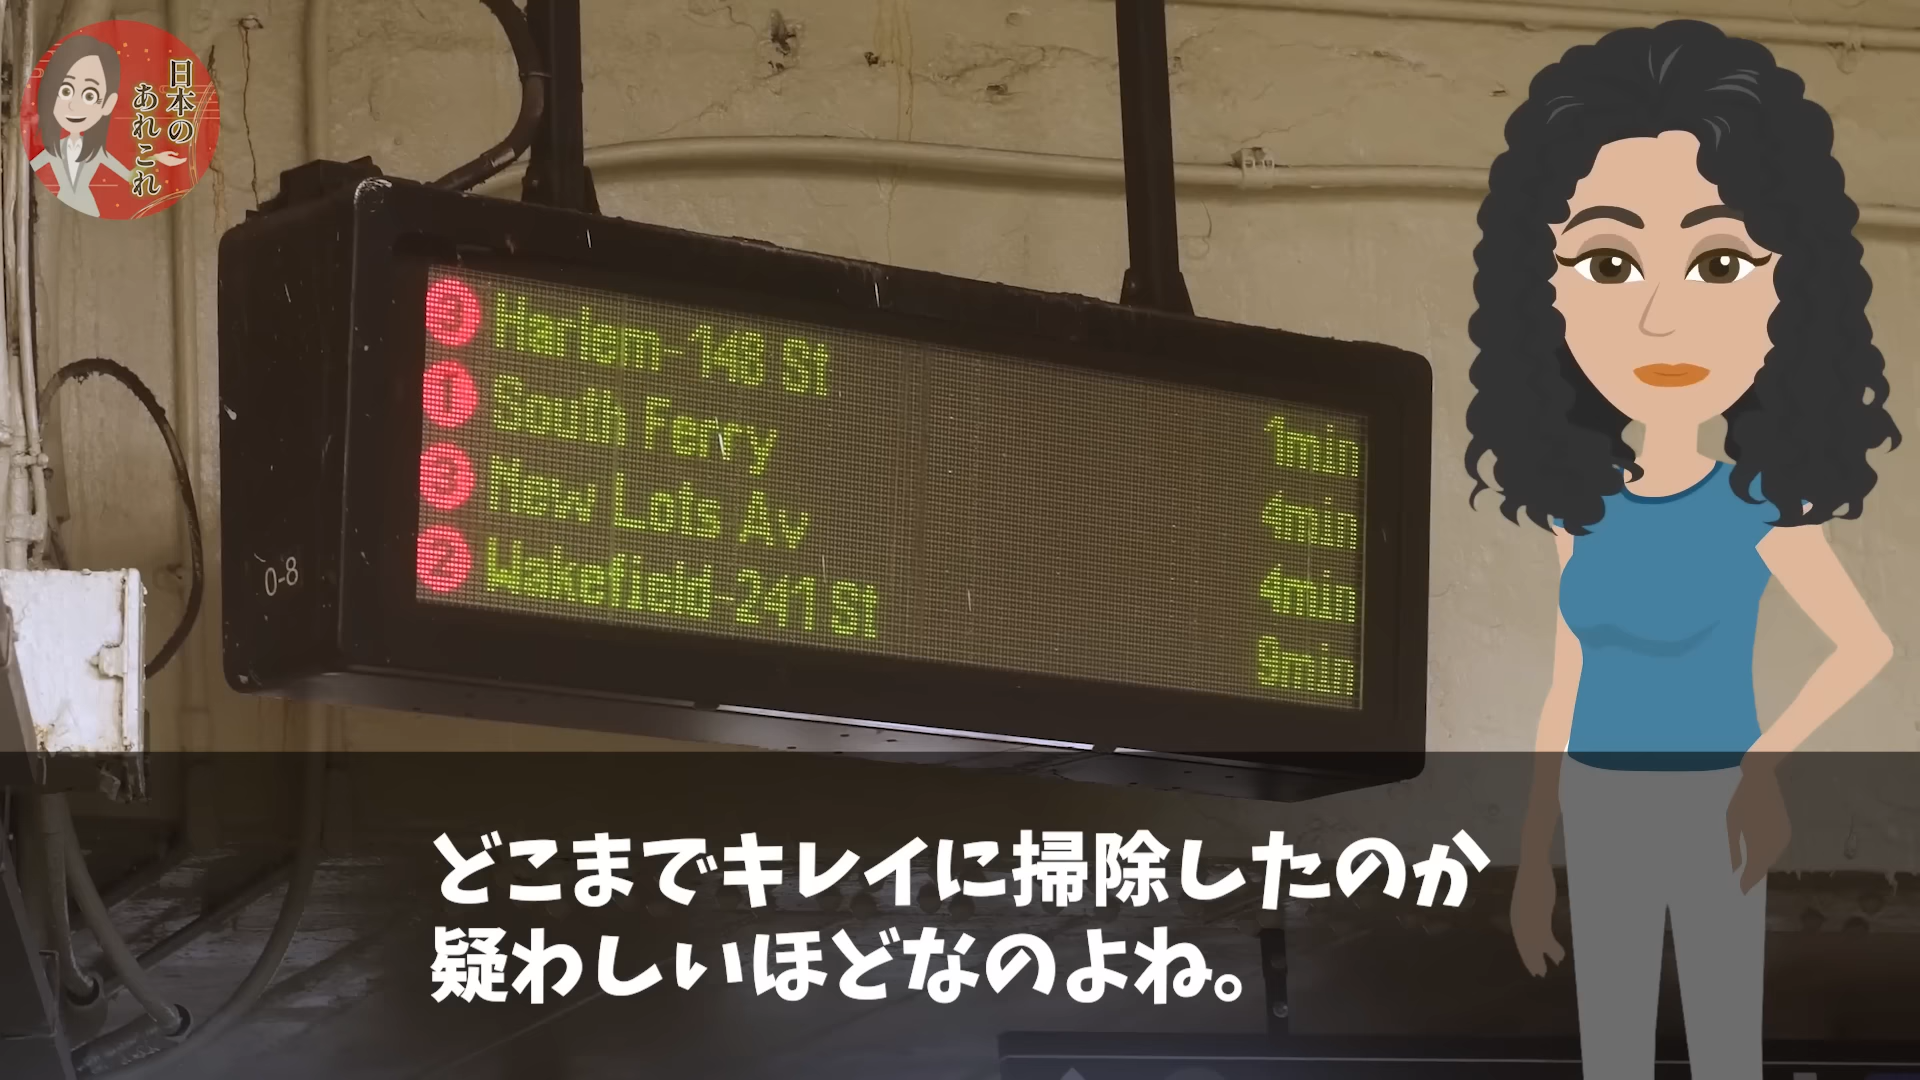 日本の
あれこれ
3 Harlem-148 St 1min
1 South Ferry 4min
3 New Lots Av 4min
2 Wakefield-241 St 9min
0-8
どこまでキレイに掃除したのか
疑わしいほどなのよね。